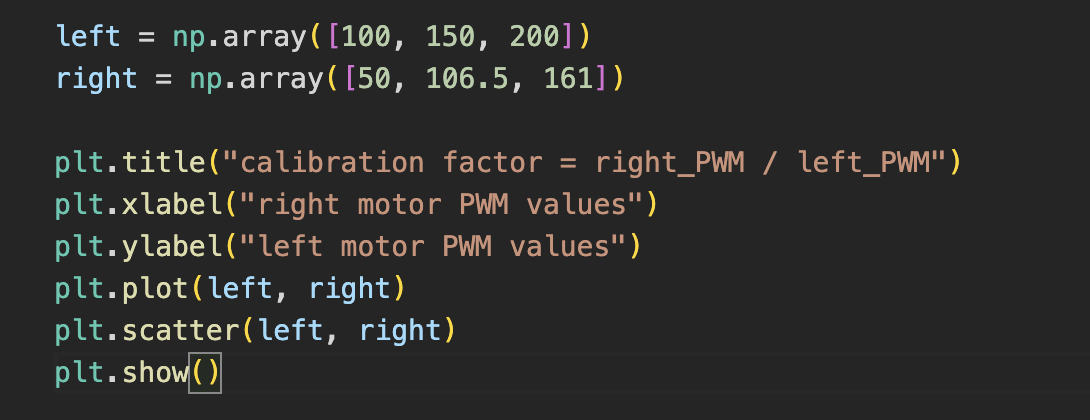 left = np.array([100, 150, 200])
right = np.array([50, 106.5, 161])
plt.title("calibration factor = right_PWM / left_PWM")
plt.xlabel("right motor PWM values")
plt.ylabel("left motor PWM values")
plt.plot(left, right)
plt.scatter(left, right)
plt.show()